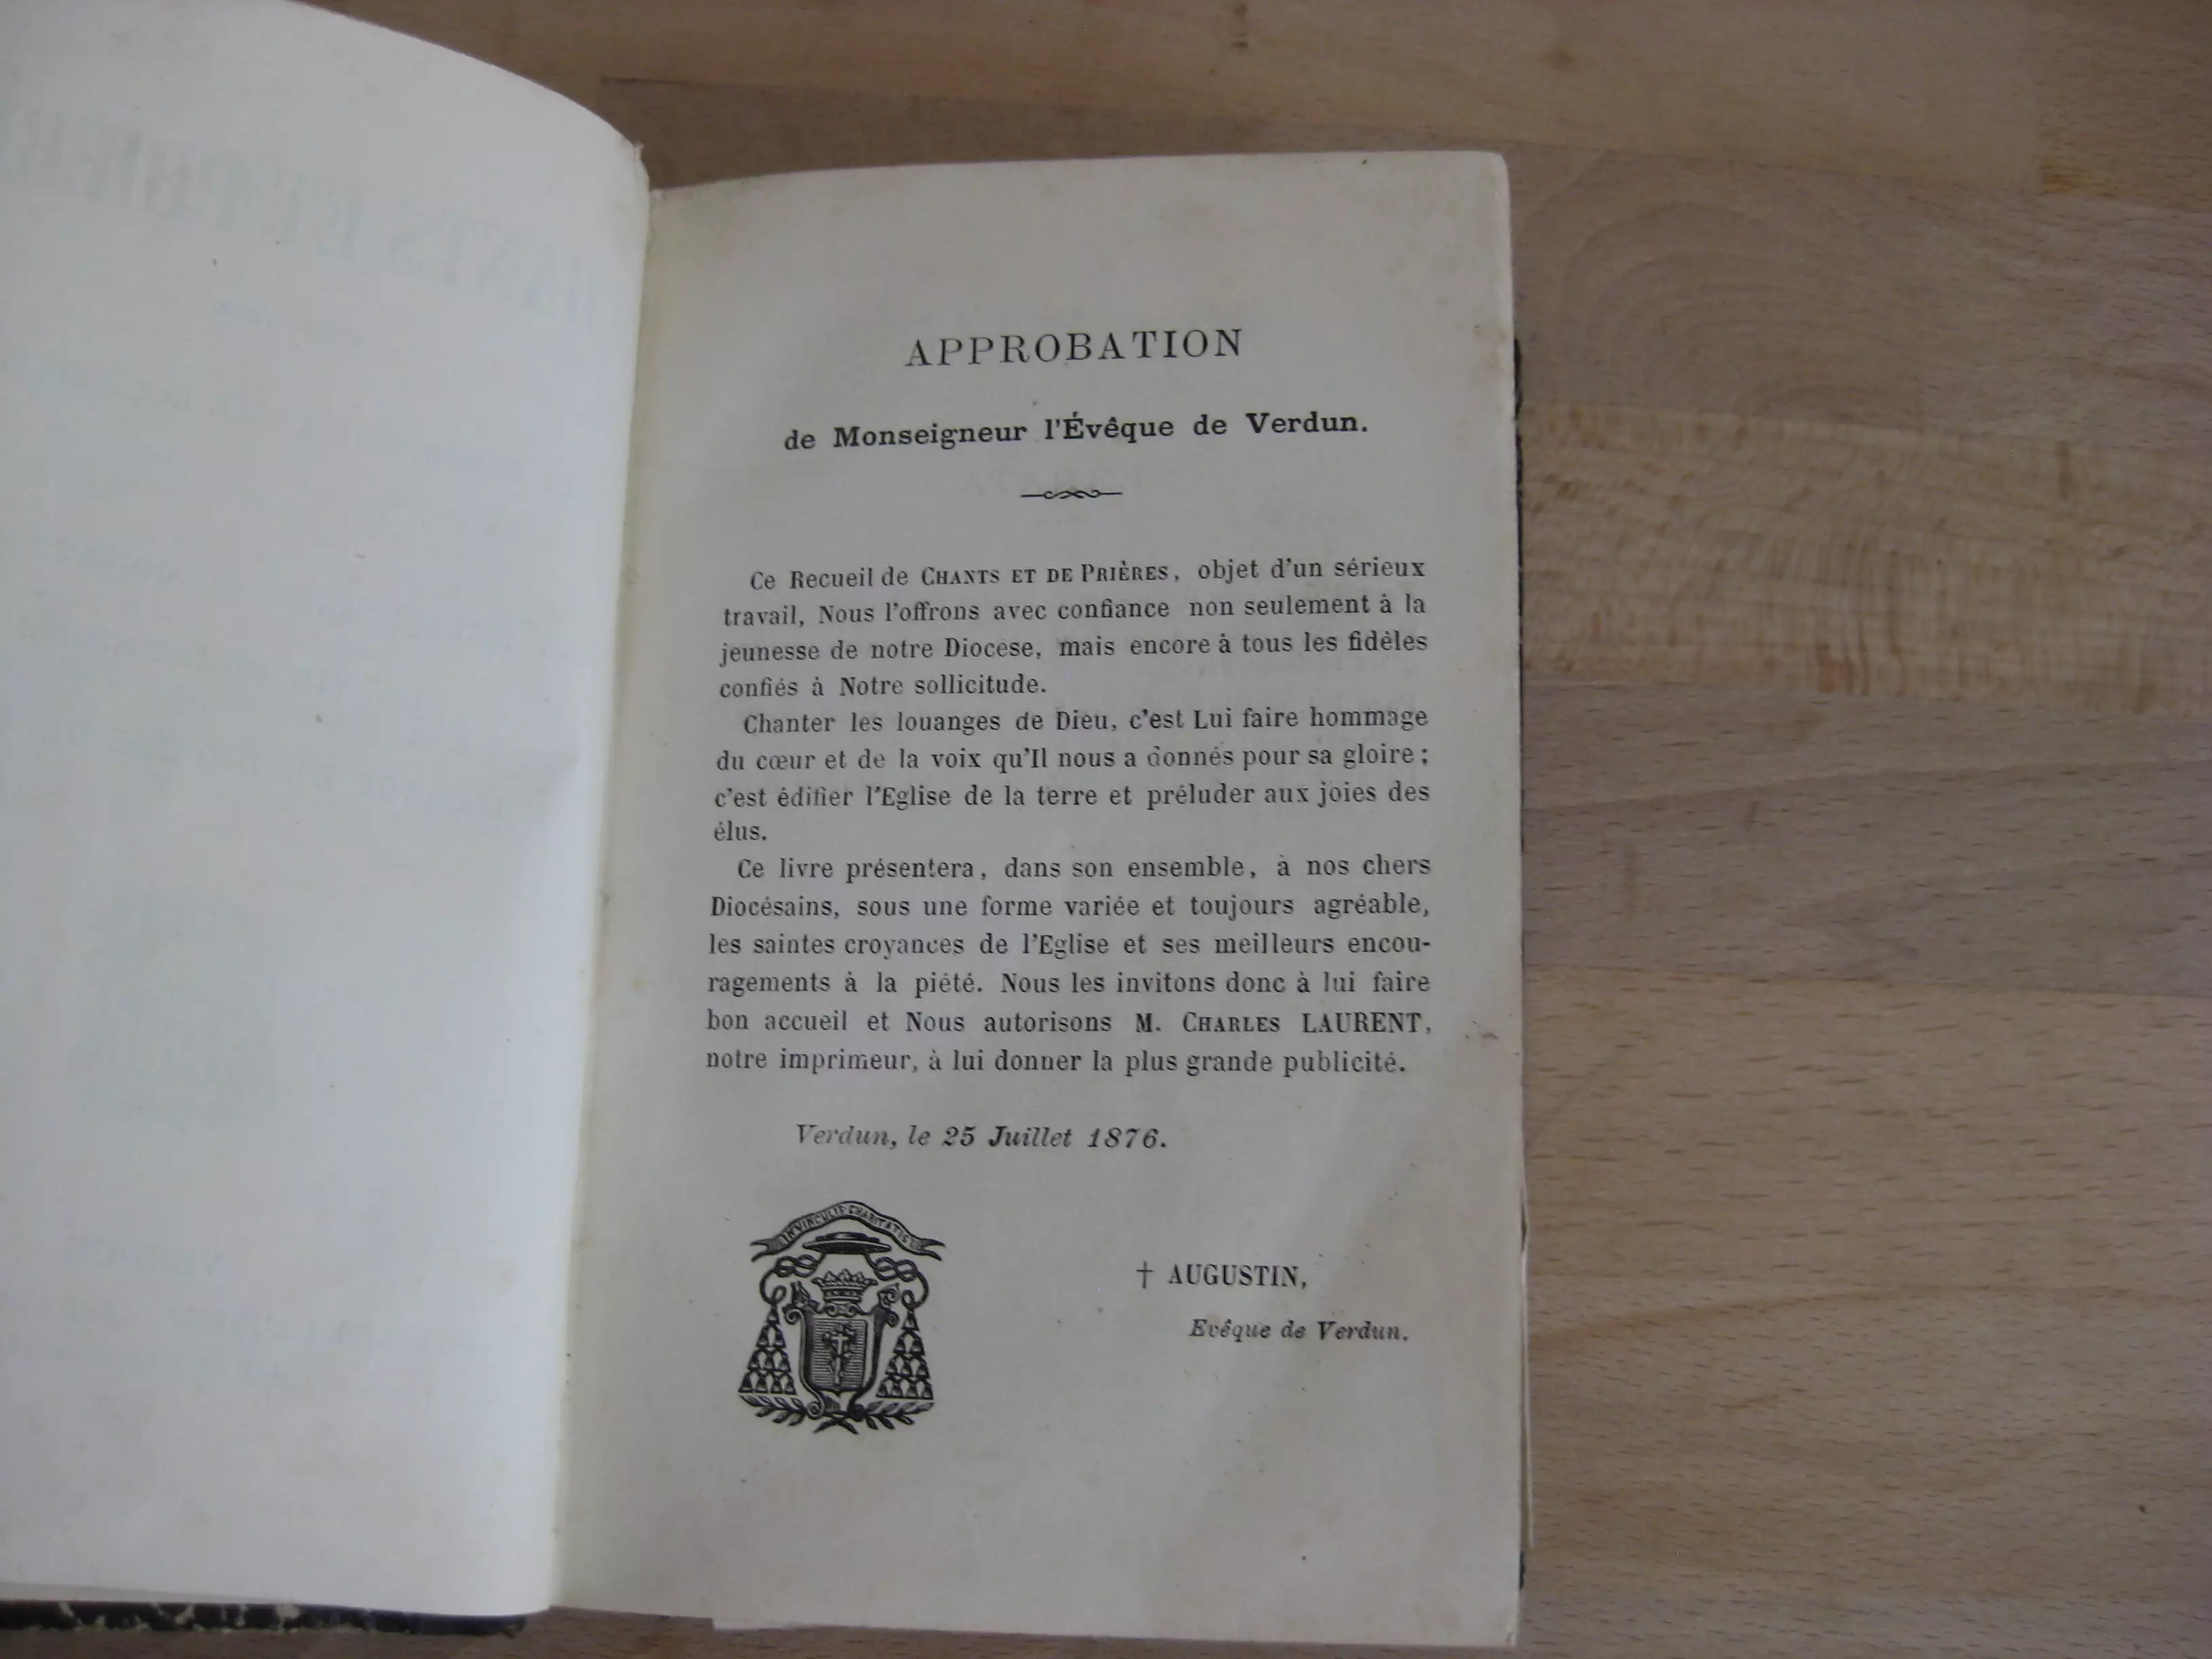 APPROBATION
de Monseigneur l'Évêque de Verdun.
Ce Recueil de CHANTS ET DE PRIÈRES, objet d'un sérieux
travail, Nous l'offrons avec confiance non seulement à la
jeunesse de notre Diocèse, mais encore à tous les fidèles
confiés à Notre sollicitude.
Chanter les louanges de Dieu, c'est Lui faire hommage
du cœur et de la voix qu'Il nous a donnés pour sa gloire ;
c'est édifier l'Eglise de la terre et préluder aux joies des
élus.
Ce livre présentera, dans son ensemble, à nos chers
Diocésains, sous une forme variée et toujours agréable,
les saintes croyances de l'Eglise et ses meilleurs encou-
ragements à la piété. Nous les invitons donc à lui faire
bon accueil et Nous autorisons M. CHARLES LAURENT,
notre imprimeur, à lui donner la plus grande publicité.
Verdun, le 25 Juillet 1876.
IN VINCULIS CHARITATIS
† AUGUSTIN,
Evêque de Verdun.